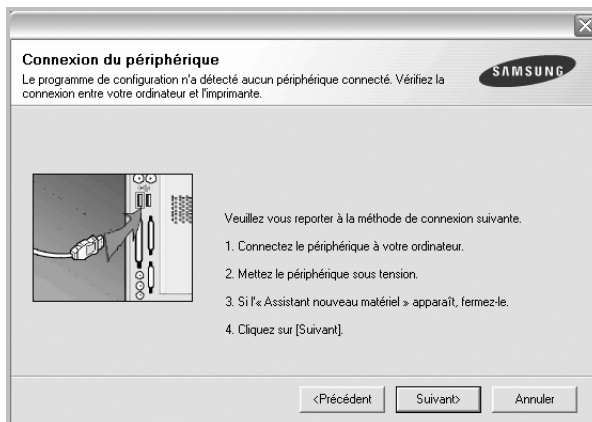 Connexion du périphérique
Le programme de configuration n'a détecté aucun périphérique connecté. Vérifiez la
connexion entre votre ordinateur et l'imprimante.
SAMSUNG
Veuillez vous reporter à la méthode de connexion suivante.
1. Connectez le périphérique à votre ordinateur.
2. Mettez le périphérique sous tension.
3. Si l'« Assistant nouveau matériel » apparaît, fermez-le.
4. Cliquez sur [Suivant].
<Précédent
Suivant>
Annuler